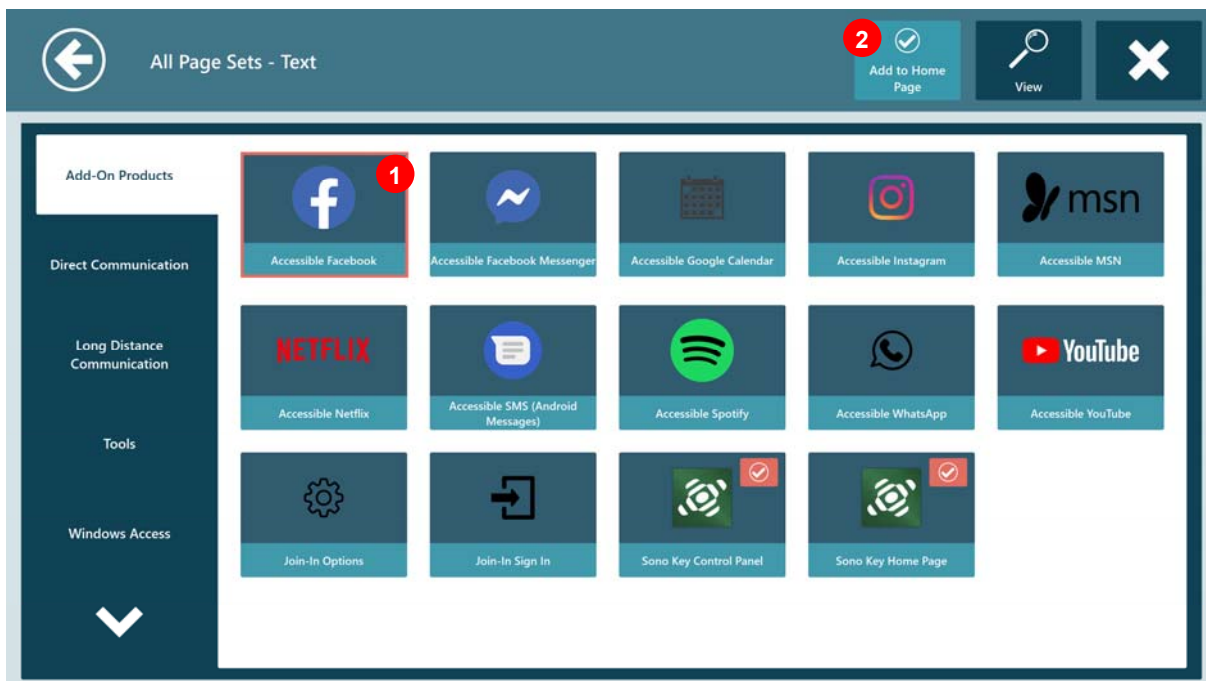 All Page Sets - Text
2
Add to Home
Page
View
Add-On Products
Direct Communication
Long Distance
Communication
Tools
Windows Access
1
Accessible Facebook
Accessible Facebook Messenger
Accessible Google Calendar
Accessible Instagram
msn
Accessible MSN
NETFLIX
Accessible Netflix
Accessible SMS (Android
Messages)
Accessible Spotify
Accessible WhatsApp
YouTube
Accessible YouTube
Join-In Options
Join-In Sign In
Sono Key Control Panel
Sono Key Home Page